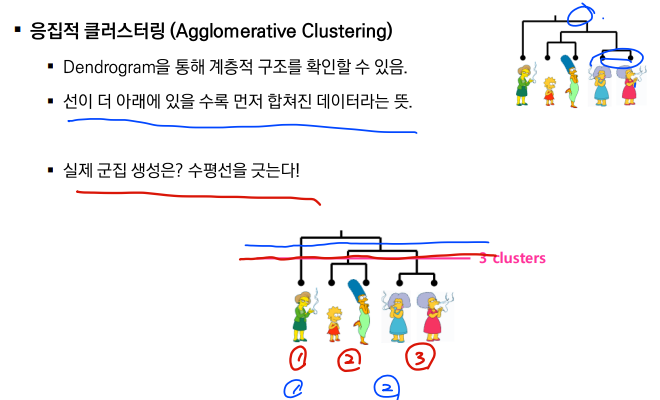 응집적 클러스터링 (Agglomerative Clustering)
Dendrogram을 통해 계층적 구조를 확인할 수 있음.
선이 더 아래에 있을 수록 먼저 합쳐진 데이터라는 뜻.
실제 군집 생성은? 수평선을 긋는다!
3 clusters
① ② ③
① ②